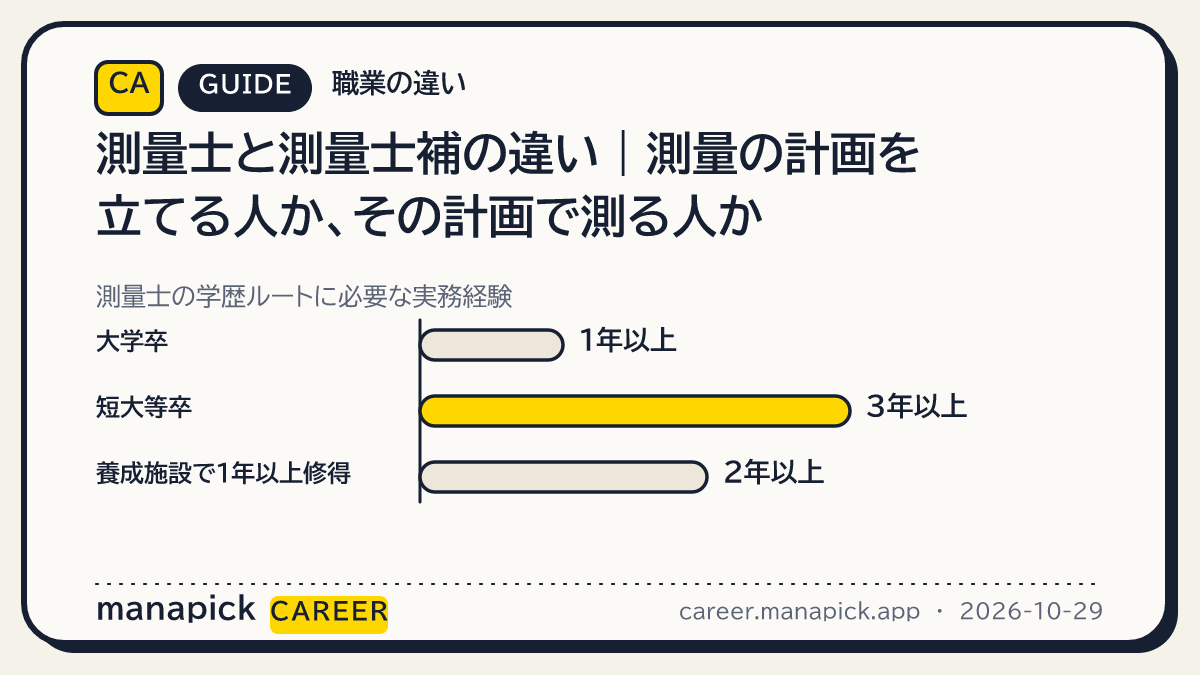 CA GUIDE 職業の違い
測量士と測量士補の違い｜測量の計画を
立てる人か、その計画で測る人か
測量士の学歴ルートに必要な実務経験
大学卒 1年以上
短大等卒 3年以上
養成施設で1年以上修得 2年以上
manapick CAREER career.manapick.app ・ 2026-10-29